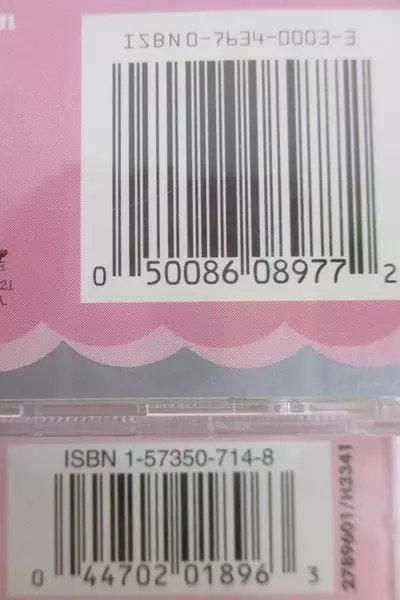 ISBN 0-7634-0003-3
0 50086 08977 2
21
A.
ISBN 1-57350-714-8
0 44702 01896 3
2789601/H3341